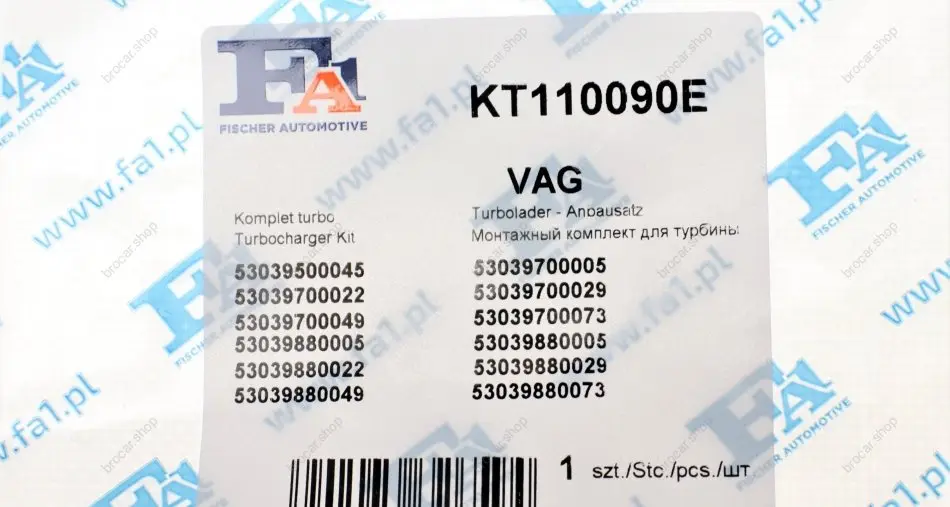 FA
FISCHER AUTOMOTIVE
KT110090E
VAG
Komplet turbo
Turbocharger Kit
Turbolader - Anbausatz
Монтажный комплект для турбины
53039500045
53039700022
53039700049
53039880005
53039880022
53039880049
53039700005
53039700029
53039700073
53039880005
53039880029
53039880073
1 szt./Stc./pcs./шт
www.fa1.pl
brocar.shop